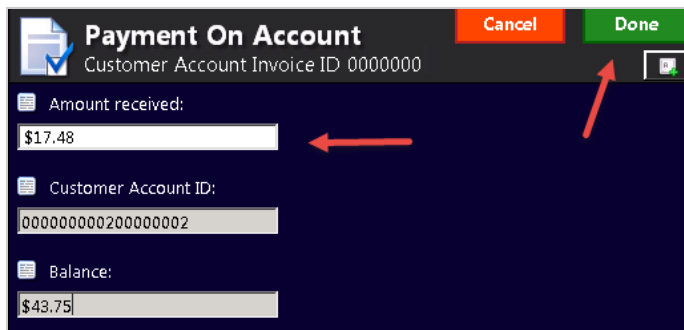 Payment On Account
Customer Account Invoice ID 0000000
Cancel
Done
Amount received:
$17.48
Customer Account ID:
000000000200000002
Balance:
$43.75